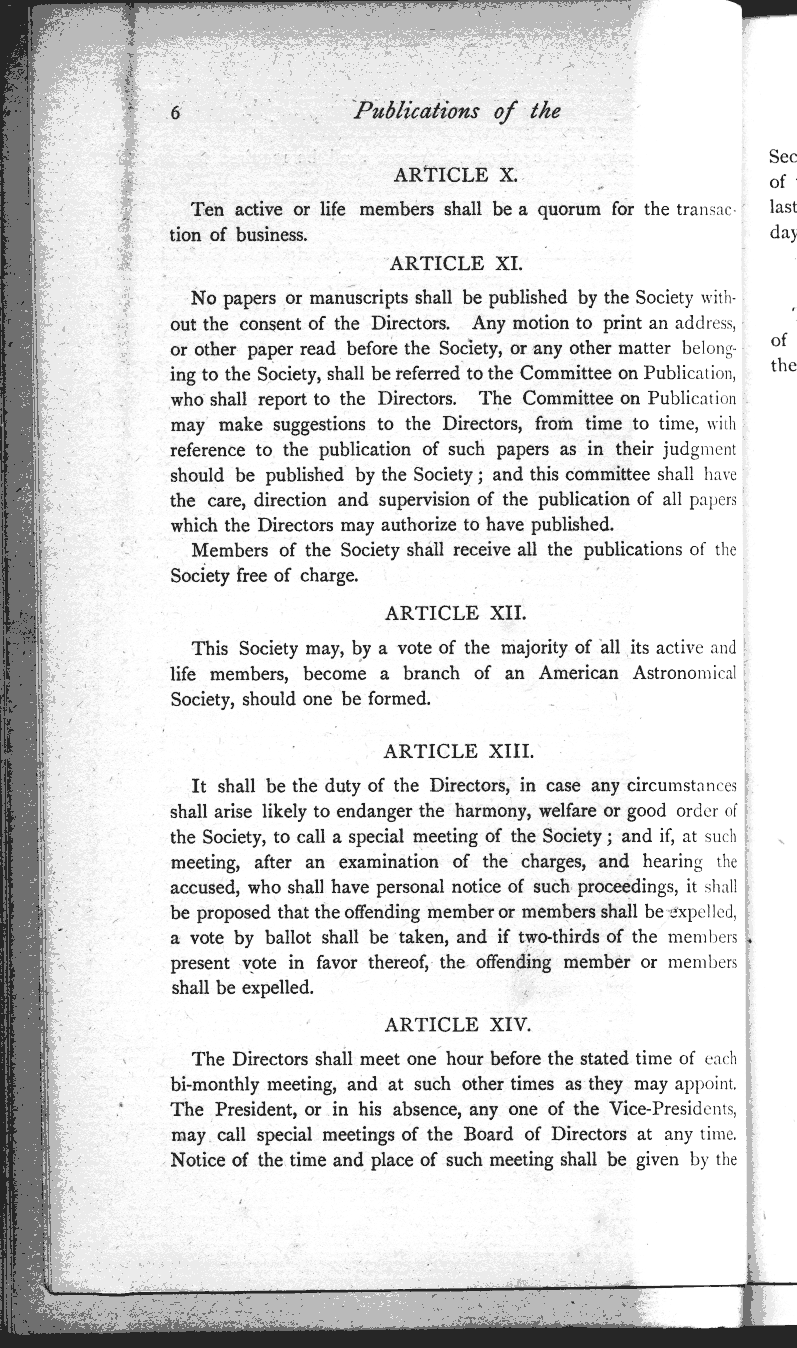 6 Publications of the
ARTICLE X.
Ten active or life members shall be a quorum for the transac-
tion of business.
ARTICLE XI.
No papers or manuscripts shall be published by the Society with-
out the consent of the Directors. Any motion to print an address,
or other paper read before the Society, or any other matter belong-
ing to the Society, shall be referred to the Committee on Publication,
who shall report to the Directors. The Committee on Publication
may make suggestions to the Directors, from time to time, with
reference to the publication of such papers as in their judgment
should be published by the Society; and this committee shall have
the care, direction and supervision of the publication of all papers
which the Directors may authorize to have published.
Members of the Society shall receive all the publications of the
Society free of charge.
ARTICLE XII.
This Society may, by a vote of the majority of all its active and
life members, become a branch of an American Astronomical
Society, should one be formed.
ARTICLE XIII.
It shall be the duty of the Directors, in case any circumstances
shall arise likely to endanger the harmony, welfare or good order of
the Society, to call a special meeting of the Society; and if, at such
meeting, after an examination of the charges, and hearing the
accused, who shall have personal notice of such proceedings, it shall
be proposed that the offending member or members shall be expelled,
a vote by ballot shall be taken, and if two-thirds of the members
present vote in favor thereof, the offending member or members
shall be expelled.
ARTICLE XIV.
The Directors shall meet one hour before the stated time of each
bi-monthly meeting, and at such other times as they may appoint.
The President, or in his absence, any one of the Vice-Presidents,
may call special meetings of the Board of Directors at any time.
Notice of the time and place of such meeting shall be given by the
Sec
of
last
day
of
the